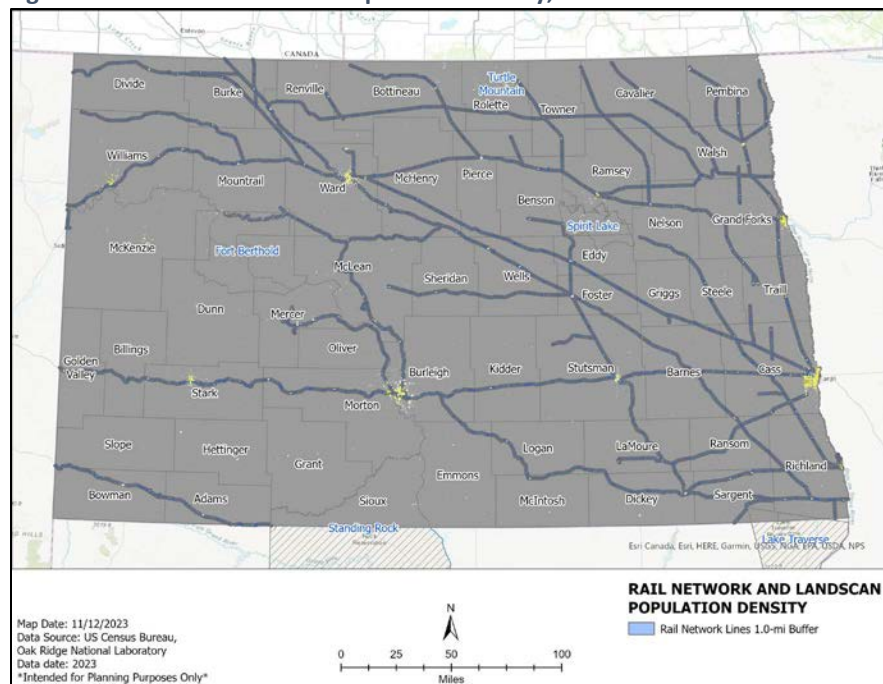 CANADA
Divide
Burke
Renville
Bottineau
Turtle
Mountain
Rolette
Towner
Cavalier
Pembina
Williams
Mountrail
Ward
McHenry
Pierce
Ramsey
Walsh
Benson
Spirit Lake
Nelson
Grand Forks
McKenzie
Fort Berthold
McLean
Sheridan
Wells
Eddy
Foster
Griggs
Steele
Traill
Dunn
Mercer
Oliver
Golden
Valley
Billings
Stark
Morton
Burleigh
Kidder
Stutsman
Barnes
Cass
Slope
Hettinger
Grant
Emmons
Logan
LaMoure
Ransom
Richland
Bowman
Adams
Sioux
McIntosh
Dickey
Sargent
Standing Rock
Lake Traverse
Esri Canada, Esri, HERE, Garmin, USGS, NGA, EPA, USDA, NPS
Map Date: 11/12/2023
Data Source: US Census Bureau,
Oak Ridge National Laboratory
Data date: 2023
*Intended for Planning Purposes Only*
N
0 25 50 100
Miles
RAIL NETWORK AND LANDSCAN
POPULATION DENSITY
Rail Network Lines 1.0-mi Buffer